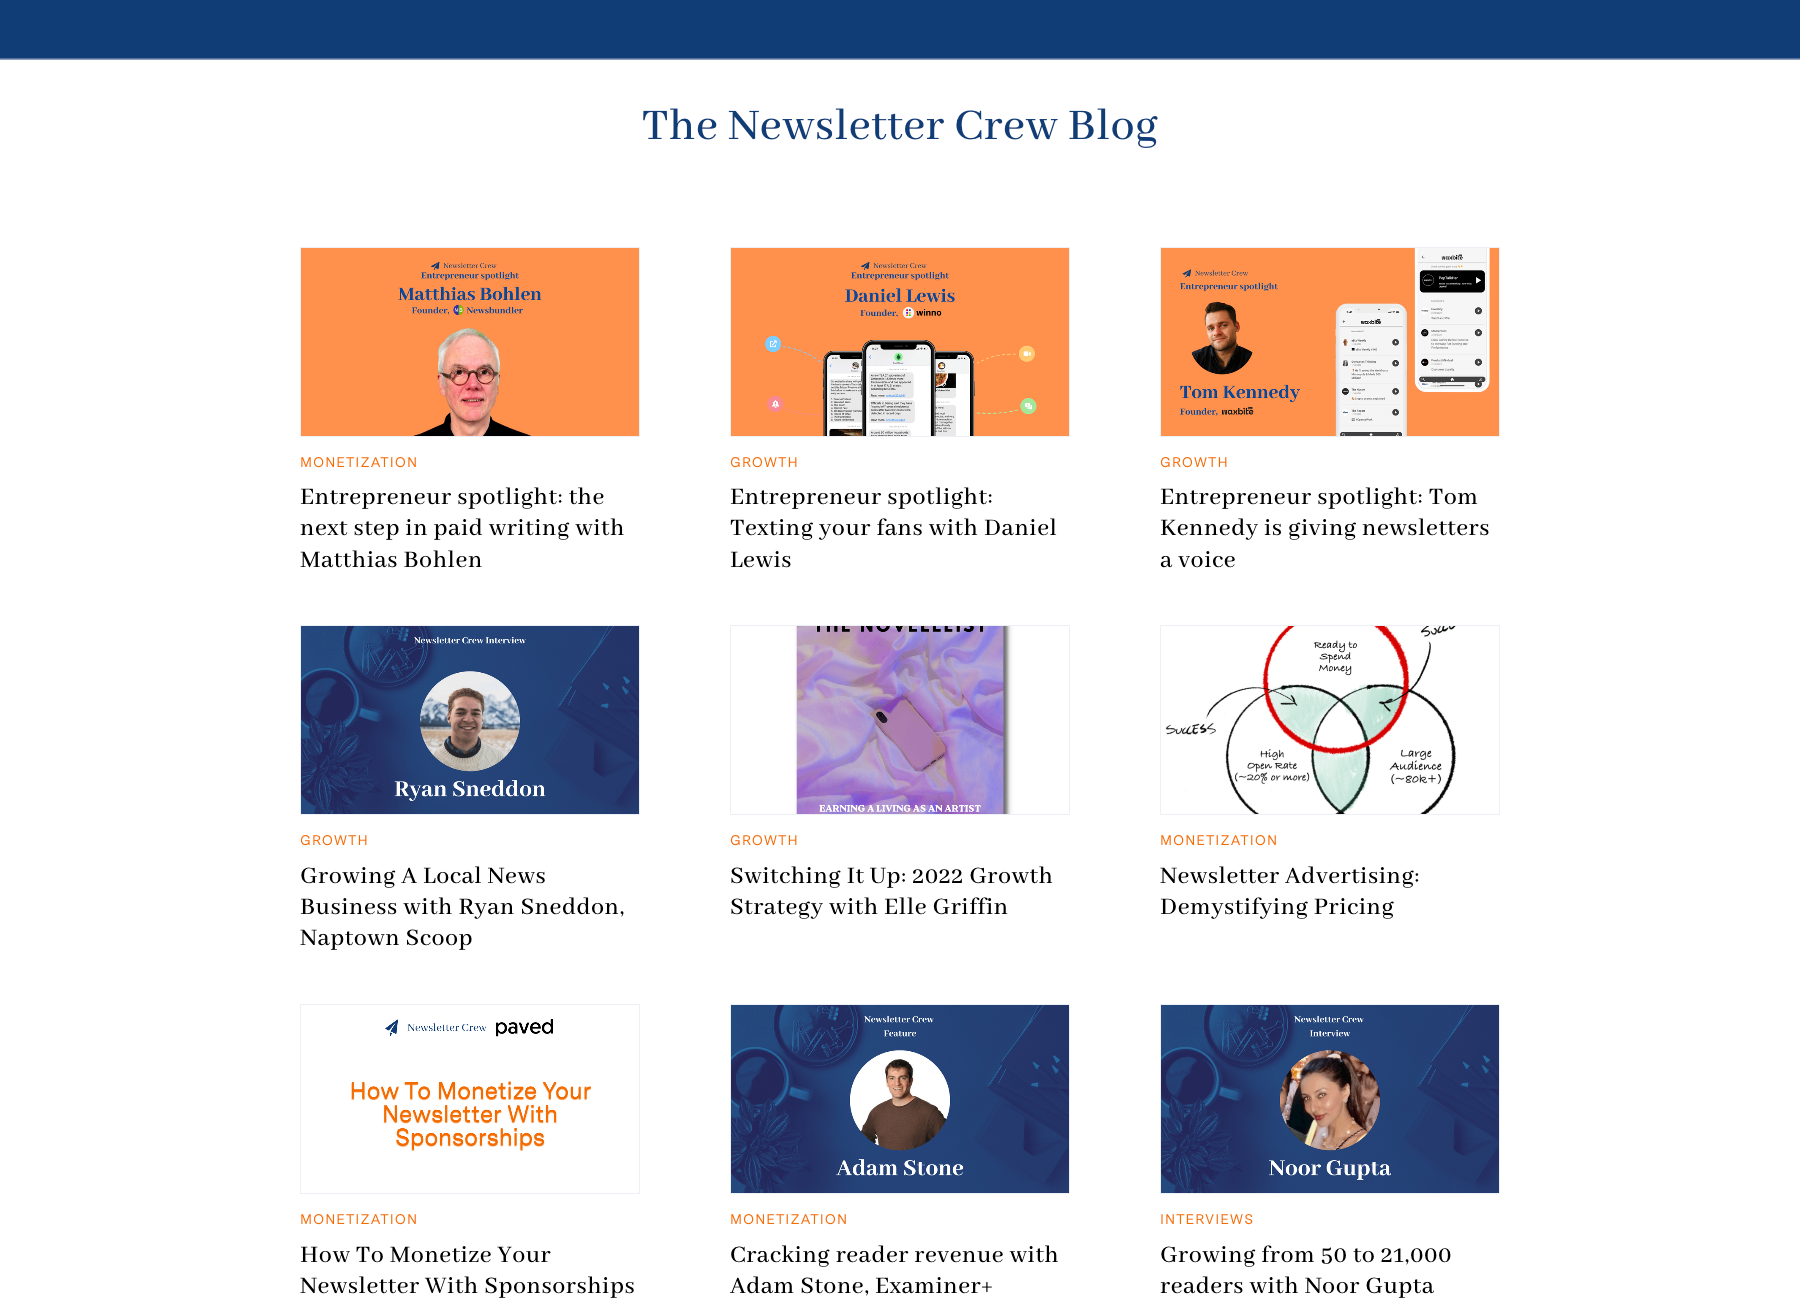 The Newsletter Crew Blog
Newsletter Crew
Entrepreneur spotlight
Matthias Bohlen
Founder, Newsbundler
MONETIZATION
Entrepreneur spotlight: the
next step in paid writing with
Matthias Bohlen
Newsletter Crew
Entrepreneur spotlight
Daniel Lewis
Founder, winno
GROWTH
Entrepreneur spotlight:
Texting your fans with Daniel
Lewis
Newsletter Crew
Entrepreneur spotlight
Tom Kennedy
Founder, waxbite
waxbite
waxbite
GROWTH
Entrepreneur spotlight: Tom
Kennedy is giving newsletters
a voice
Newsletter Crew Interview
Ryan Sneddon
GROWTH
Growing A Local News
Business with Ryan Sneddon,
Naptown Scoop
THE NOVELLEIST
EARNING A LIVING AS AN ARTIST
GROWTH
Switching It Up: 2022 Growth
Strategy with Elle Griffin
Ready to
Spend
Money
SUCCESS
High
Open Rate
(~20% or more)
Large
Audience
(~80k+)
MONETIZATION
Newsletter Advertising:
Demystifying Pricing
Newsletter Crew paved
How To Monetize Your
Newsletter With
Sponsorships
MONETIZATION
How To Monetize Your
Newsletter With Sponsorships
Newsletter Crew
Feature
Adam Stone
MONETIZATION
Cracking reader revenue with
Adam Stone, Examiner+
Newsletter Crew
Interview
Noor Gupta
INTERVIEWS
Growing from 50 to 21,000
readers with Noor Gupta